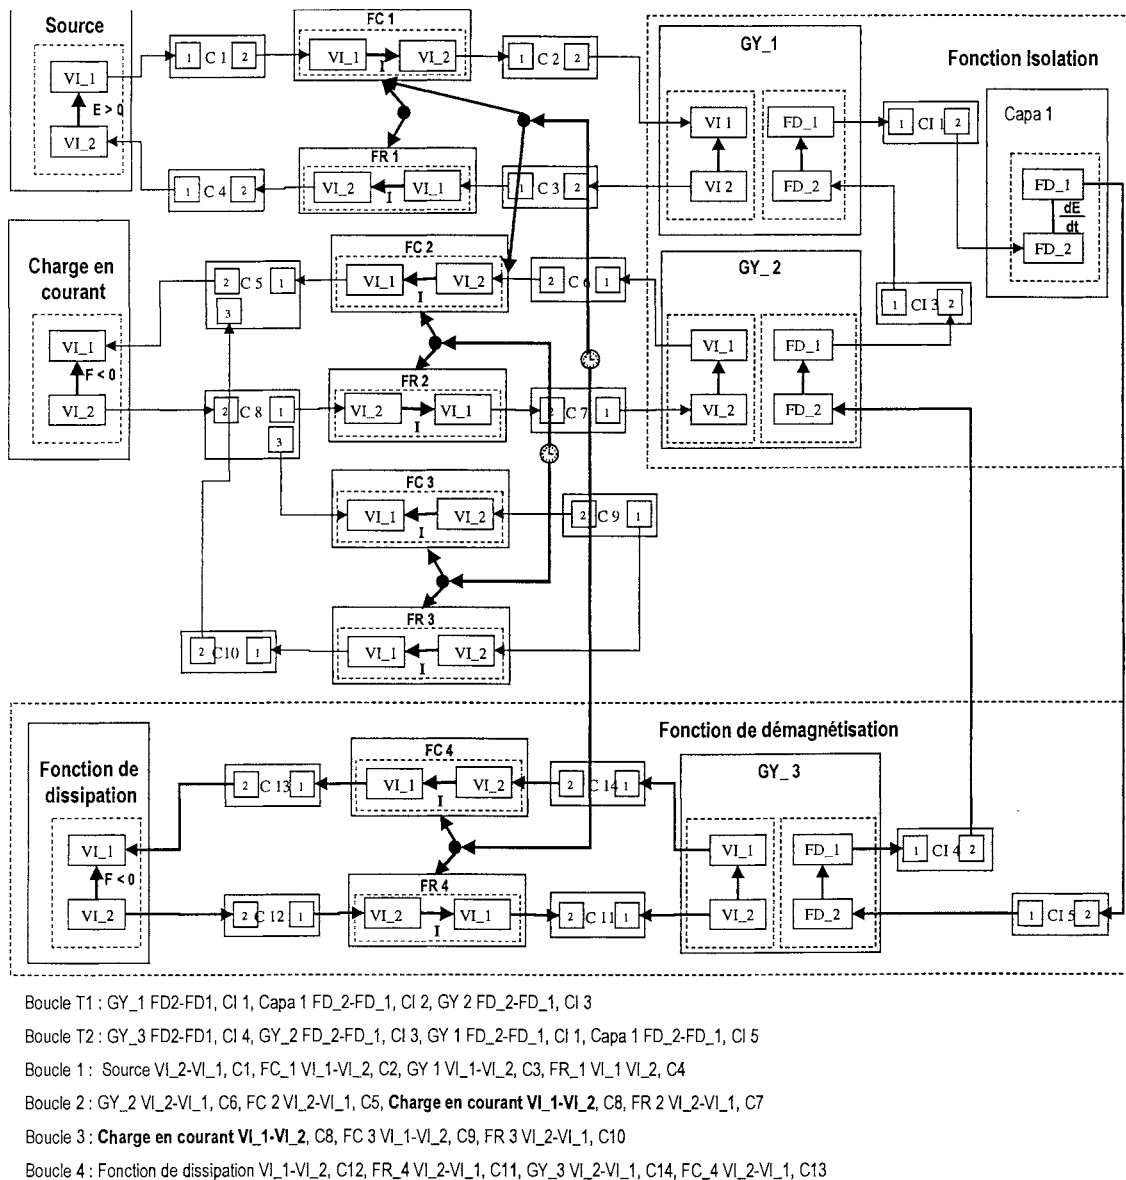 Source
VI_1
E > 0
VI_2
1 C 1 2
FC 1
VI_1 VI_2
I
1 C 2 2
GY_1
VI 1
VI 2
FD_1
FD_2
Fonction Isolation
1 CI 1 2
Capa 1
FD_1
dE
dt
FD_2
1 C 4 2
FR 1
VI_2 VI_1
I
1 C 3 2
Charge en
courant
VI_1
F < 0
VI_2
2 C 5 1
3
FC 2
VI_1 VI_2
I
2 C 6 1
GY_ 2
VI_1
VI_2
FD_1
FD_2
1 CI 3 2
2 C 8 1
3
FR 2
VI_2 VI_1
I
2 C 7 1
FC 3
VI_1 VI_2
I
2 C 9 1
FR 3
VI_1 VI_2
I
2 C10 1
Fonction de démagnétisation
Fonction de
dissipation
VI_1
F < 0
VI_2
2 C 13 1
FC 4
VI_1 VI_2
I
2 C 14 1
GY_ 3
VI_1
VI_2
FD_1
FD_2
1 CI 4 2
2 C 12 1
FR 4
VI_2 VI_1
I
2 C 11 1
1 CI 5 2
Boucle T1 : GY_1 FD2-FD1, CI 1, Capa 1 FD_2-FD_1, CI 2, GY 2 FD_2-FD_1, CI 3
Boucle T2 : GY_3 FD2-FD1, CI 4, GY_2 FD_2-FD_1, CI 3, GY 1 FD_2-FD_1, CI 1, Capa 1 FD_2-FD_1, CI 5
Boucle 1 : Source VI_2-VI_1, C1, FC_1 VI_1-VI_2, C2, GY 1 VI_1-VI_2, C3, FR_1 VI_1 VI_2, C4
Boucle 2 : GY_2 VI_2-VI_1, C6, FC 2 VI_2-VI_1, C5, Charge en courant VI_1-VI_2, C8, FR 2 VI_2-VI_1, C7
Boucle 3 : Charge en courant VI_1-VI_2, C8, FC 3 VI_1-VI_2, C9, FR 3 VI_2-VI_1, C10
Boucle 4 : Fonction de dissipation VI_1-VI_2, C12, FR_4 VI_2-VI_1, C11, GY_3 VI_2-VI_1, C14, FC_4 VI_2-VI_1, C13